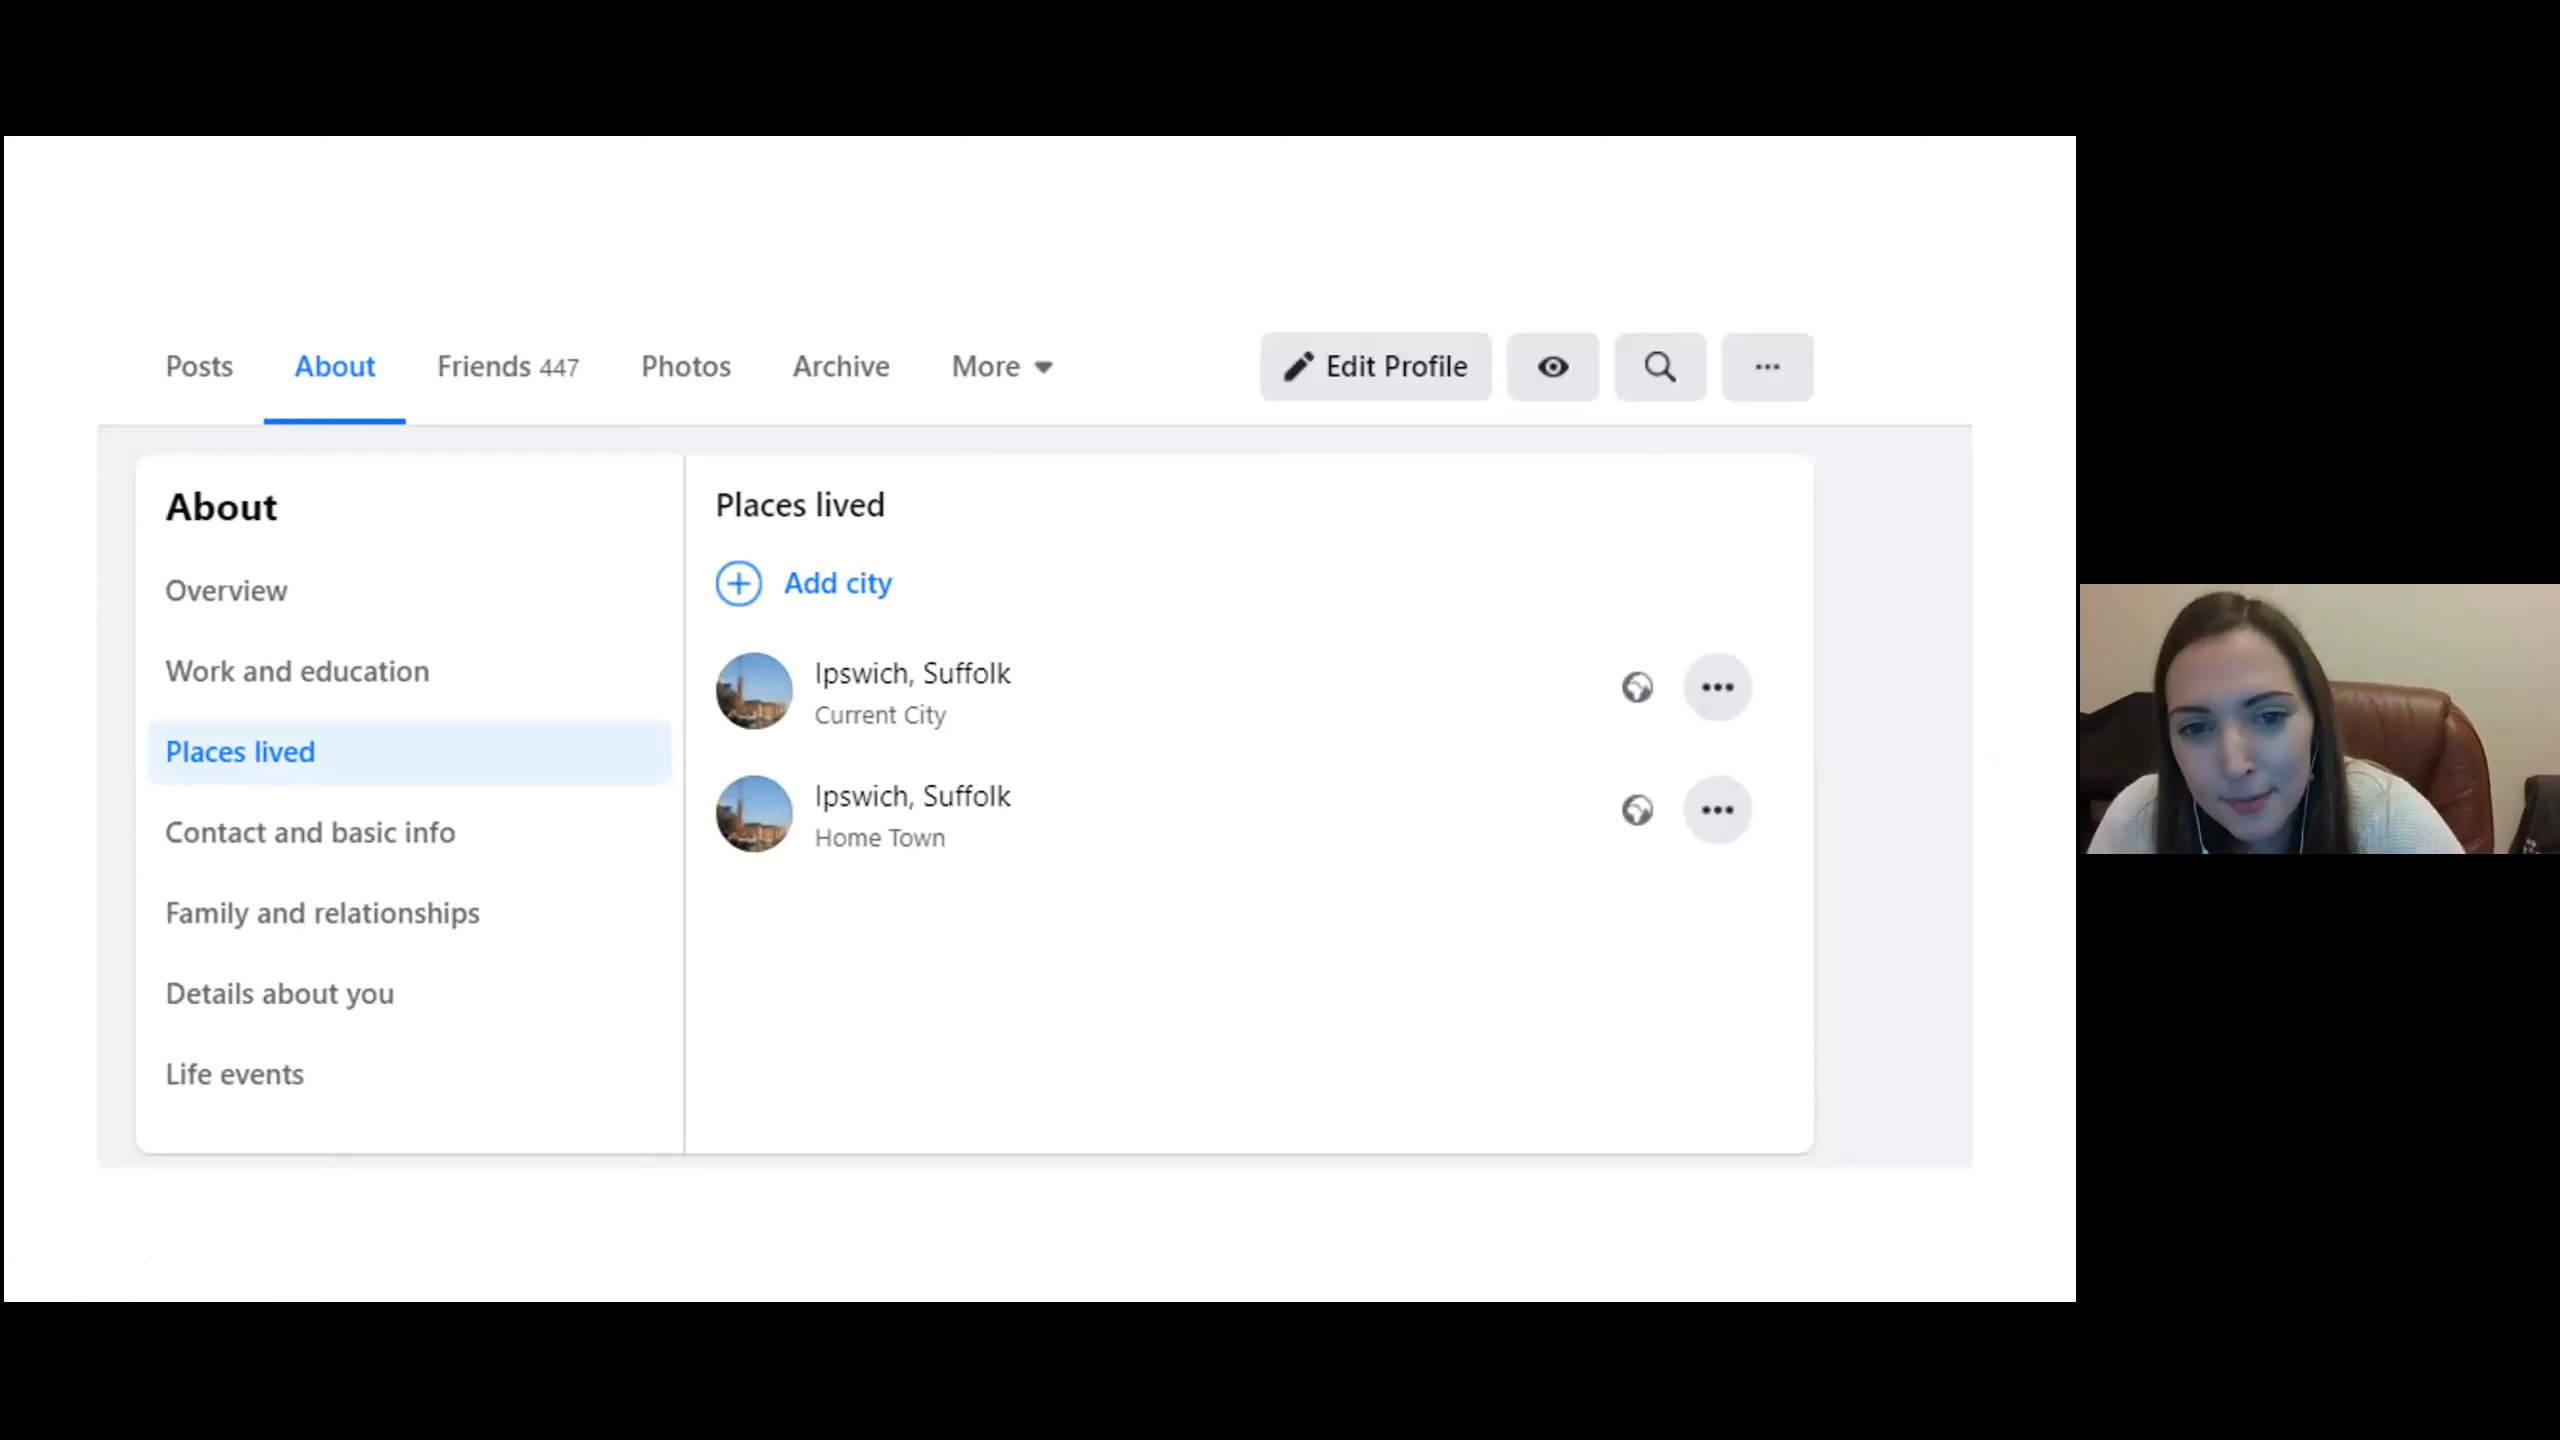 Posts About Friends 447 Photos Archive More Edit Profile
About
Overview
Work and education
Places lived
Contact and basic info
Family and relationships
Details about you
Life events
Places lived
Add city
Ipswich, Suffolk
Current City
Ipswich, Suffolk
Home Town